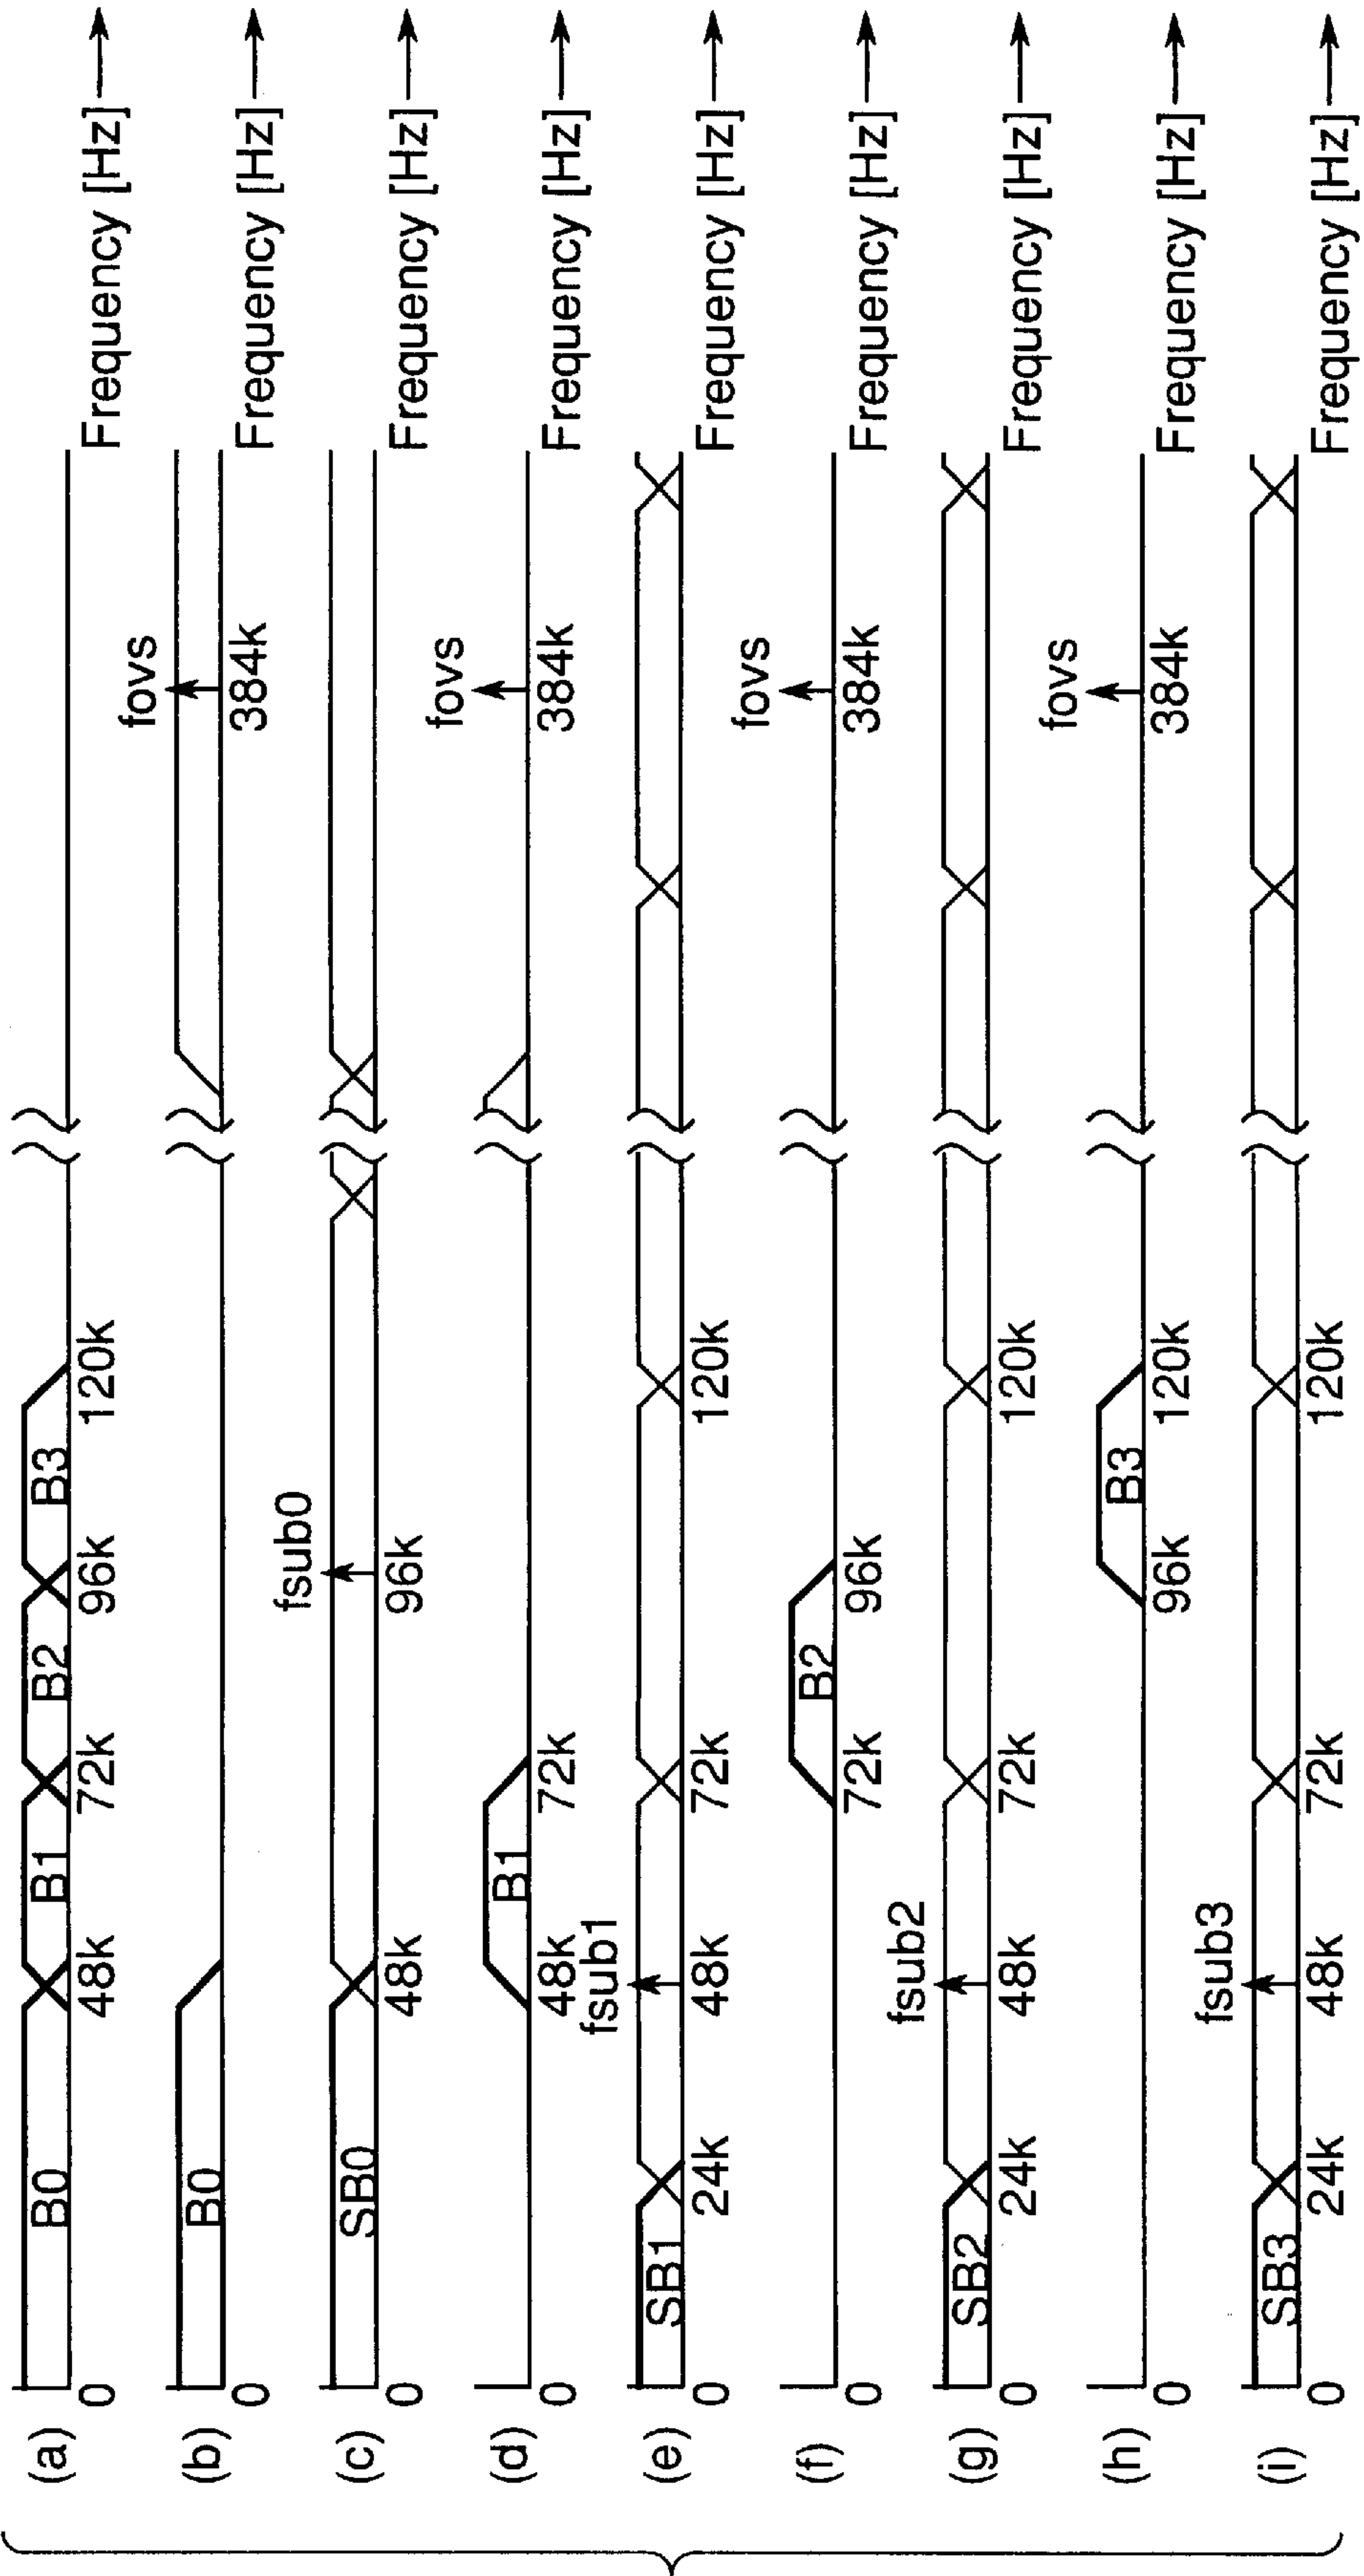 (a) B0 B1 B2 B3
0 48k 72k 96k 120k Frequency [Hz]
(b) B0 fovs
0 384k Frequency [Hz]
(c) SB0 fsub0
0 48k 96k Frequency [Hz]
(d) B1 fovs
0 48k 72k 384k Frequency [Hz]
(e) SB1 fsub1
0 24k 48k 72k 120k Frequency [Hz]
(f) B2 fovs
0 72k 96k 384k Frequency [Hz]
(g) SB2 fsub2
0 24k 48k 72k 120k Frequency [Hz]
(h) B3 fovs
0 96k 120k 384k Frequency [Hz]
(i) SB3 fsub3
0 24k 48k 72k 120k Frequency [Hz]